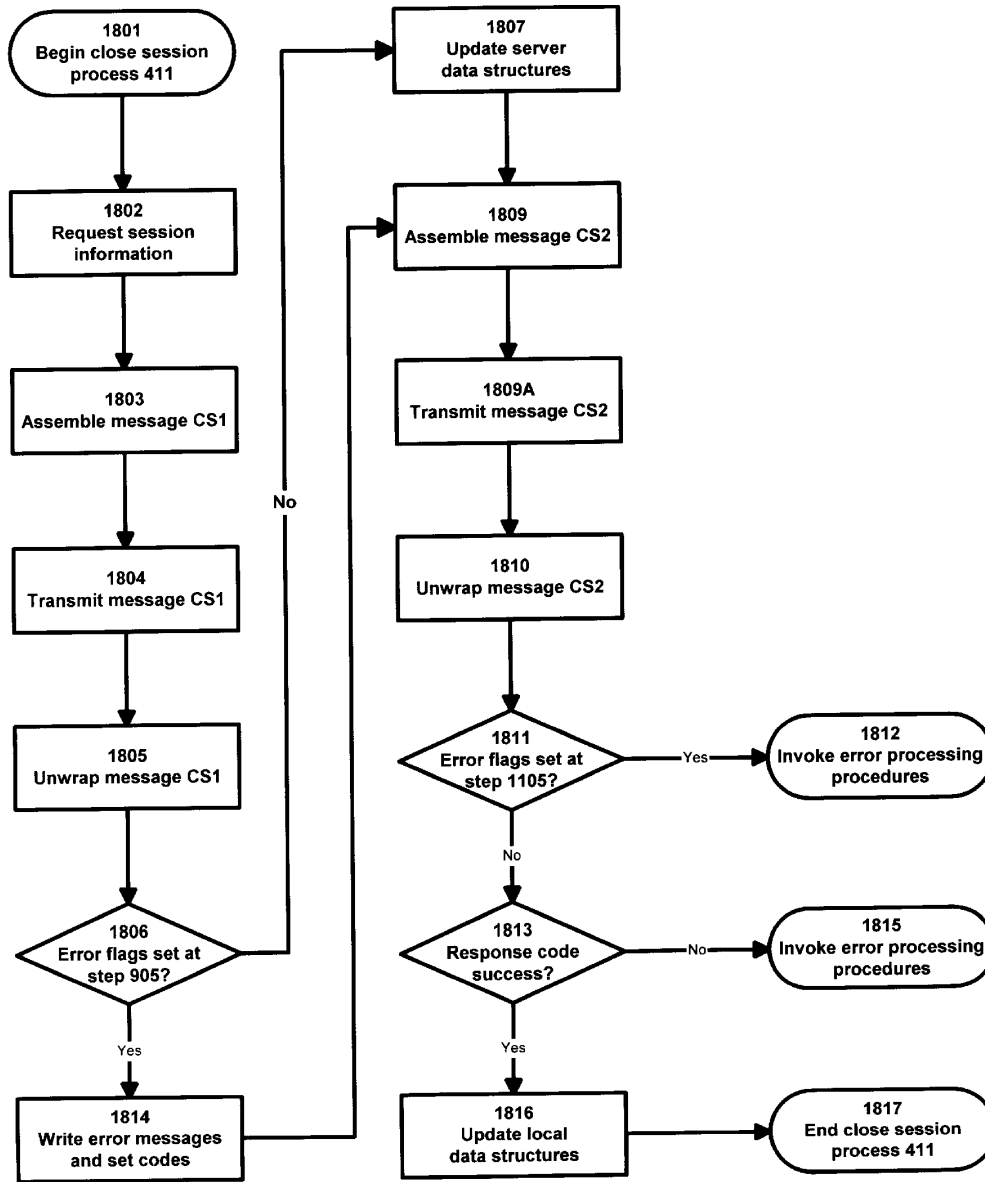 1801
Begin close session
process 411
1802
Request session
information
1803
Assemble message CS1
1804
Transmit message CS1
1805
Unwrap message CS1
1806
Error flags set at
step 905?
No
Yes
1814
Write error messages
and set codes
1807
Update server
data structures
1809
Assemble message CS2
1809A
Transmit message CS2
1810
Unwrap message CS2
1811
Error flags set at
step 1105?
Yes
1812
Invoke error processing
procedures
No
1813
Response code
success?
No
1815
Invoke error processing
procedures
Yes
1816
Update local
data structures
1817
End close session
process 411